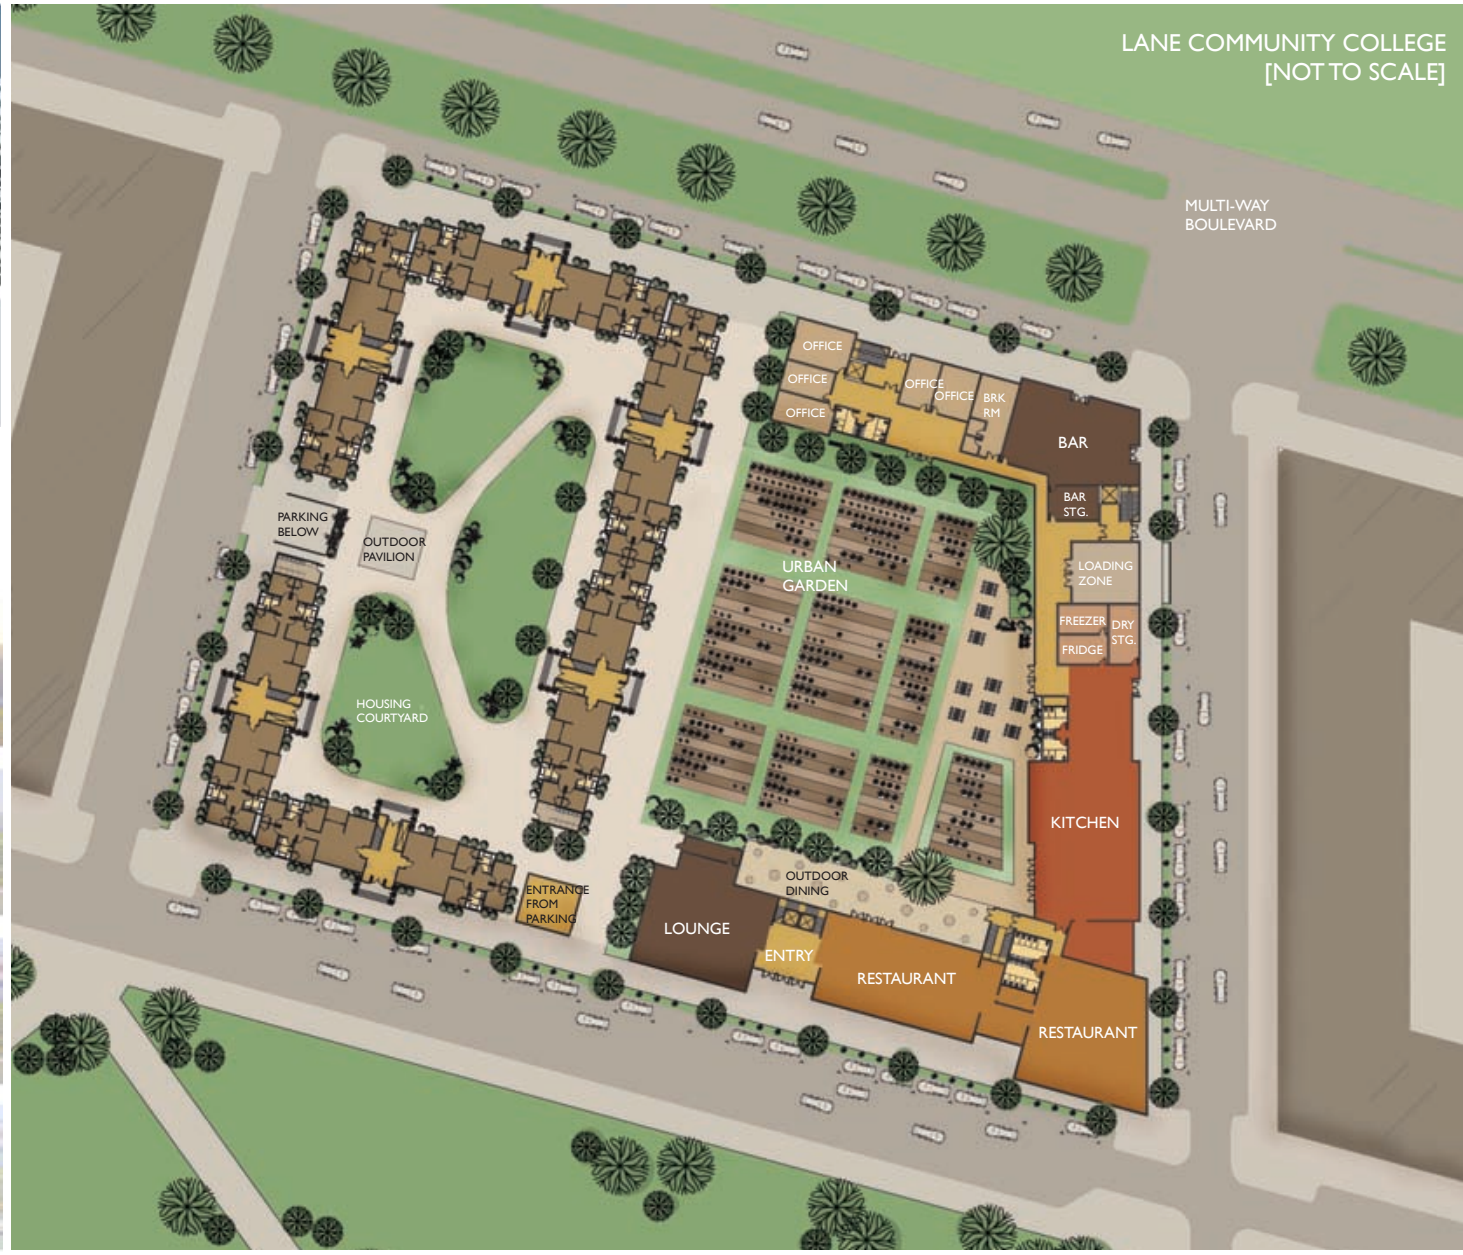 LANE COMMUNITY COLLEGE
[NOT TO SCALE]
MULTI-WAY
BOULEVARD
OFFICE
OFFICE
OFFICE
OFFICE
OFFICE
BRK
RM
BAR
BAR
STG.
PARKING
BELOW
OUTDOOR
PAVILION
URBAN
GARDEN
LOADING
ZONE
FREEZER
DRY
STG.
FRIDGE
HOUSING
COURTYARD
KITCHEN
OUTDOOR
DINING
ENTRANCE
FROM
PARKING
LOUNGE
ENTRY
RESTAURANT
RESTAURANT